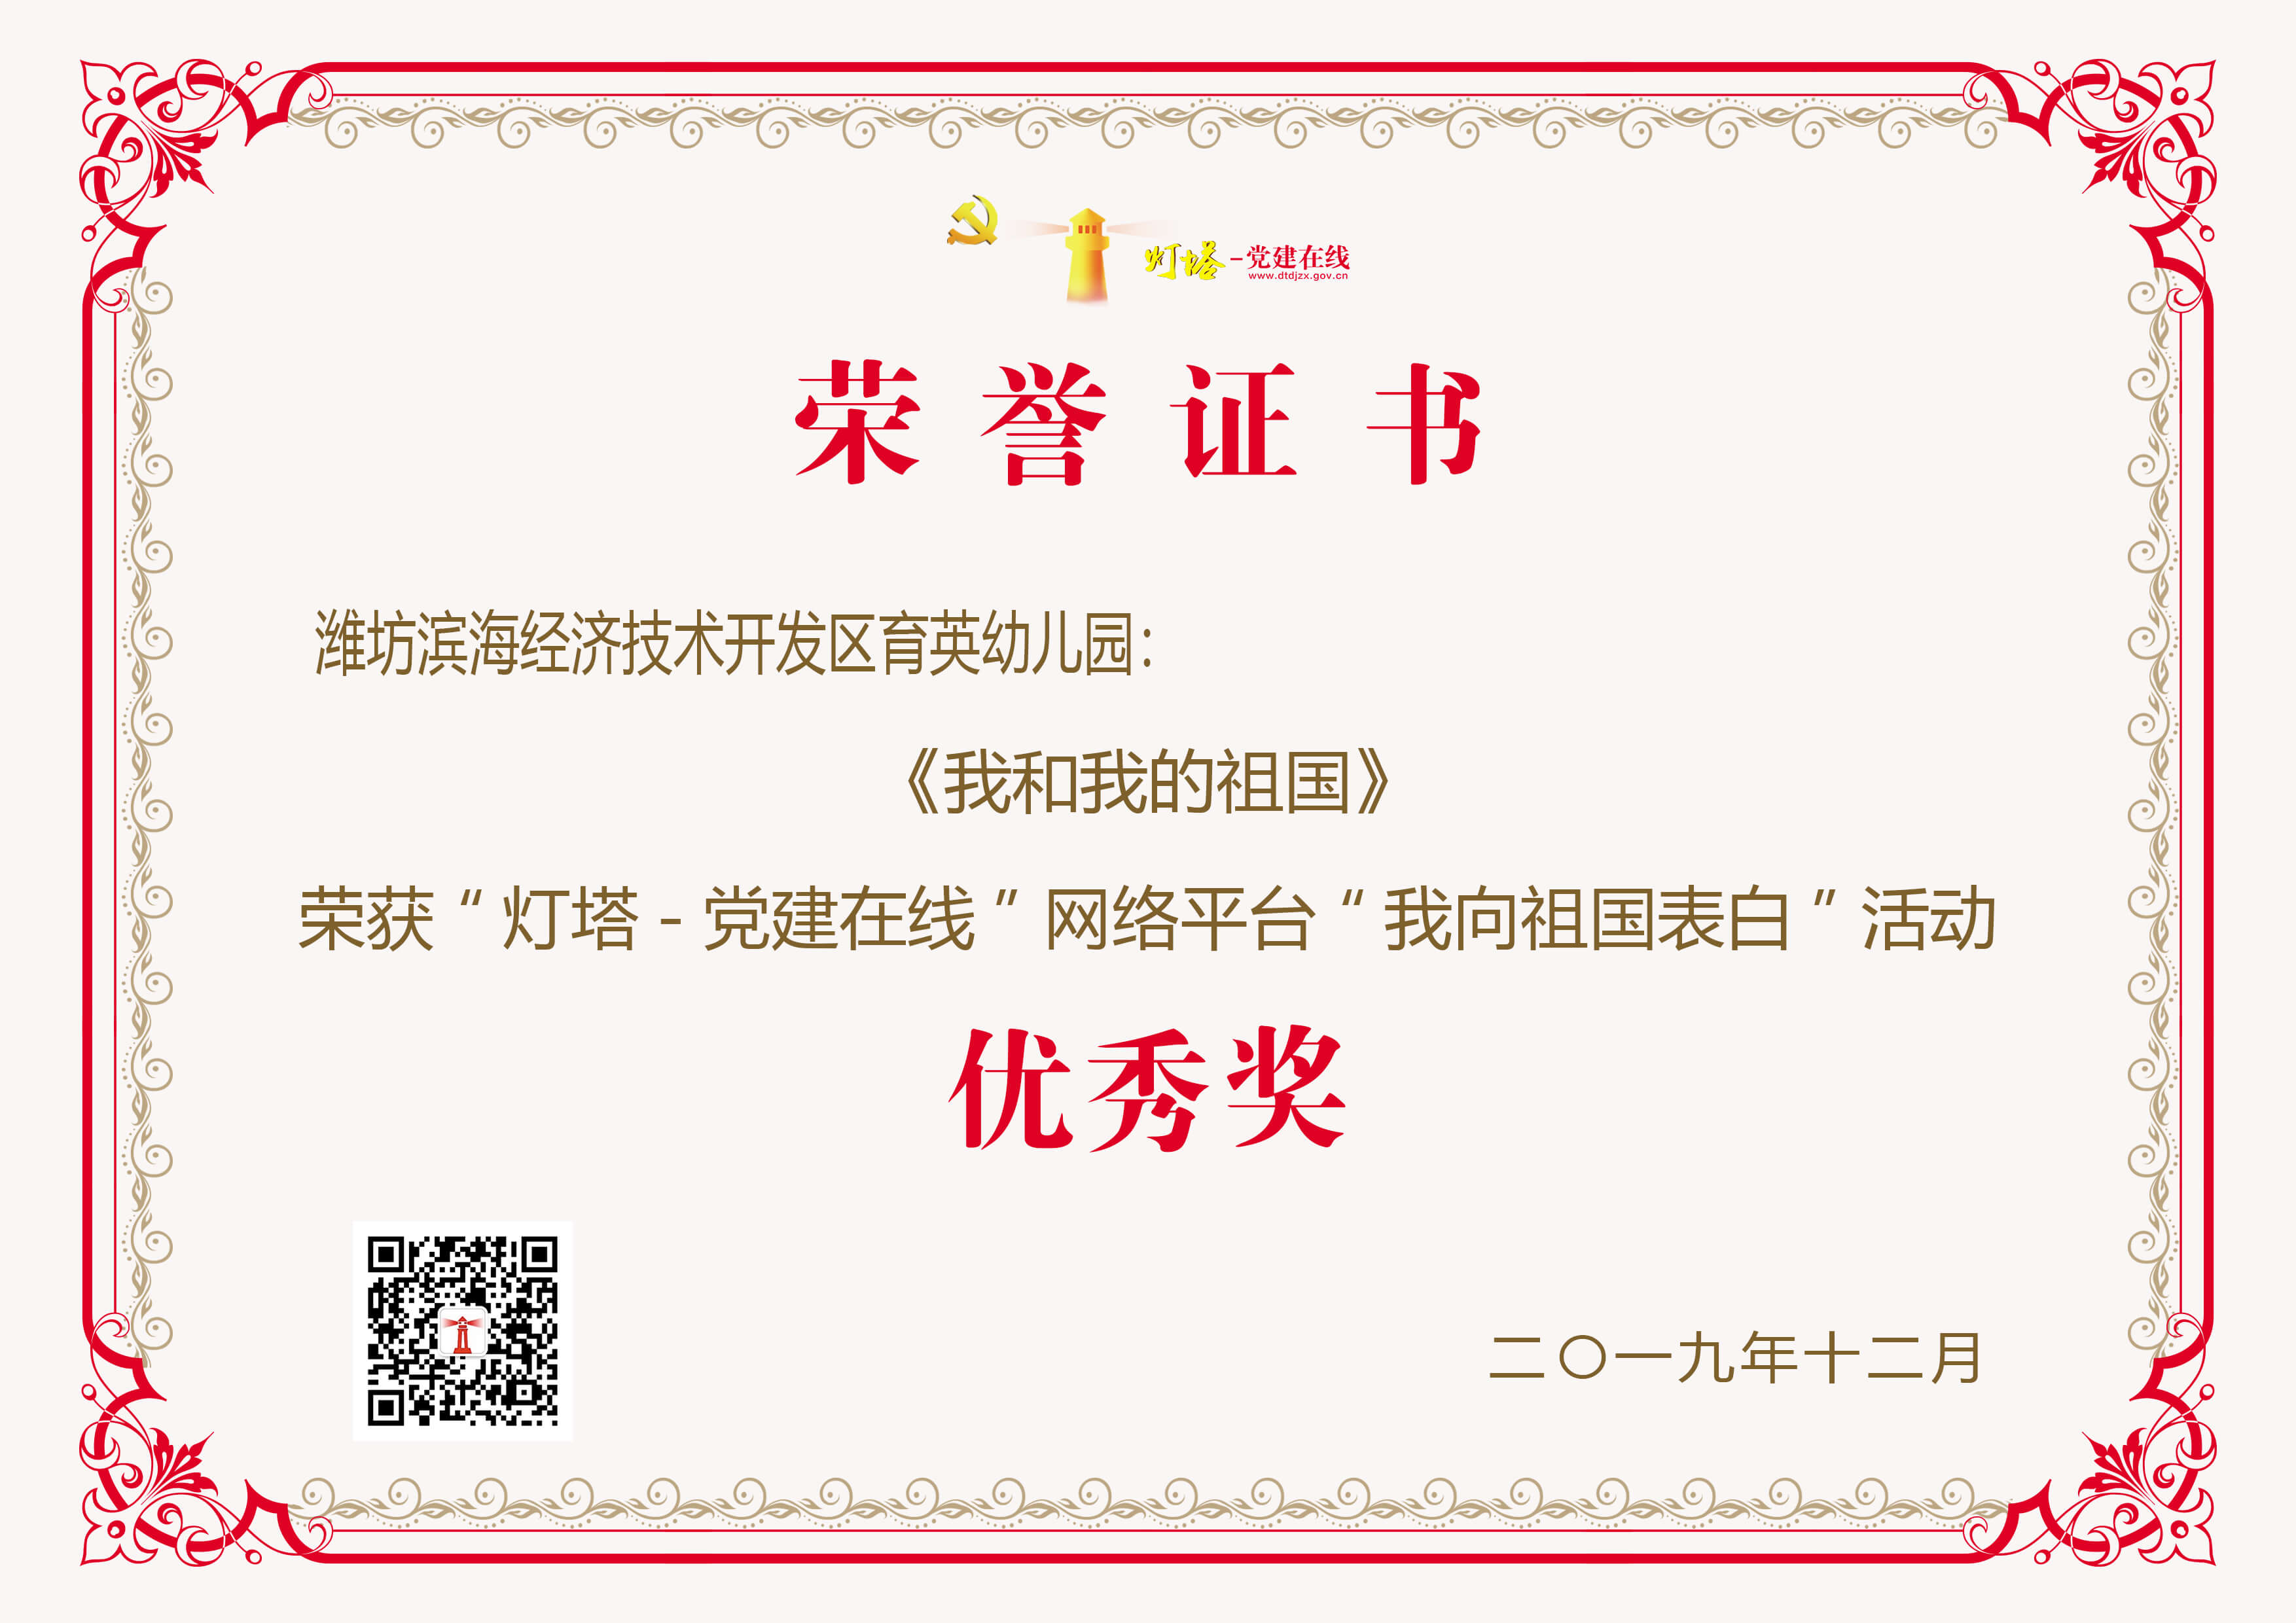 灯塔-党建在线
www.dtdjzx.gov.cn
荣誉证书
潍坊滨海经济技术开发区育英幼儿园：
《我和我的祖国》
荣获“灯塔-党建在线”网络平台“我向祖国表白”活动
优秀奖
二〇一九年十二月